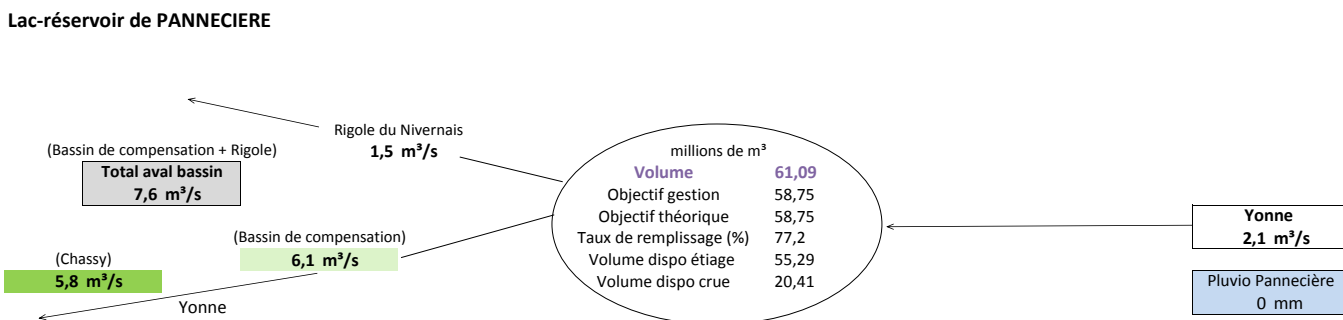 Lac-réservoir de PANNECIERE
Rigole du Nivernais
1,5 m³/s
(Bassin de compensation + Rigole)
Total aval bassin
7,6 m³/s
millions de m³
Volume 61,09
Objectif gestion 58,75
Objectif théorique 58,75
Taux de remplissage (%) 77,2
Volume dispo étiage 55,29
Volume dispo crue 20,41
Yonne
2,1 m³/s
(Bassin de compensation)
6,1 m³/s
(Chassy)
5,8 m³/s
Yonne
Pluvio Pannecière
0 mm